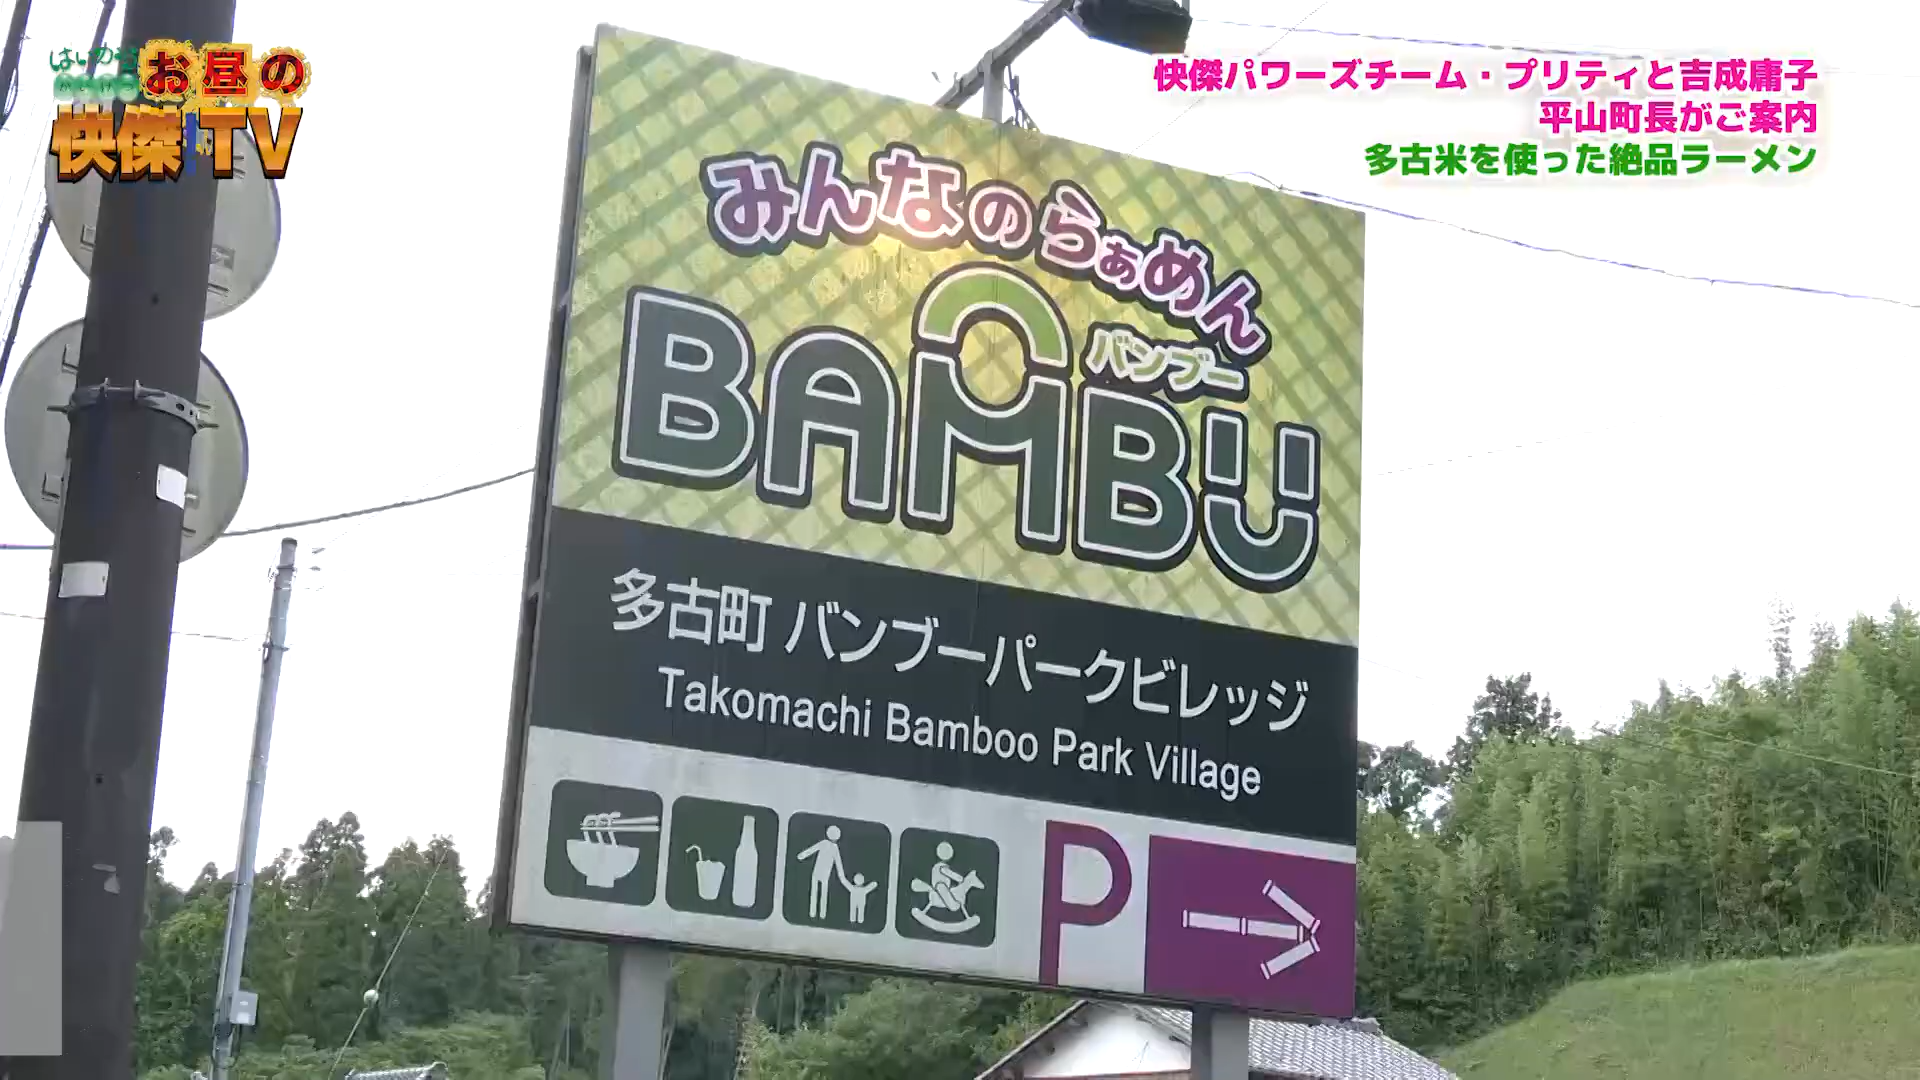 お昼の
快傑TV
快傑パワーズチーム・プリティと吉成庸子
平山町長がご案内
多古米を使った絶品ラーメン
みんなのらぁめん
バンブー
BAMBU
多古町 バンブーパークビレッジ
Takomachi Bamboo Park Village
P